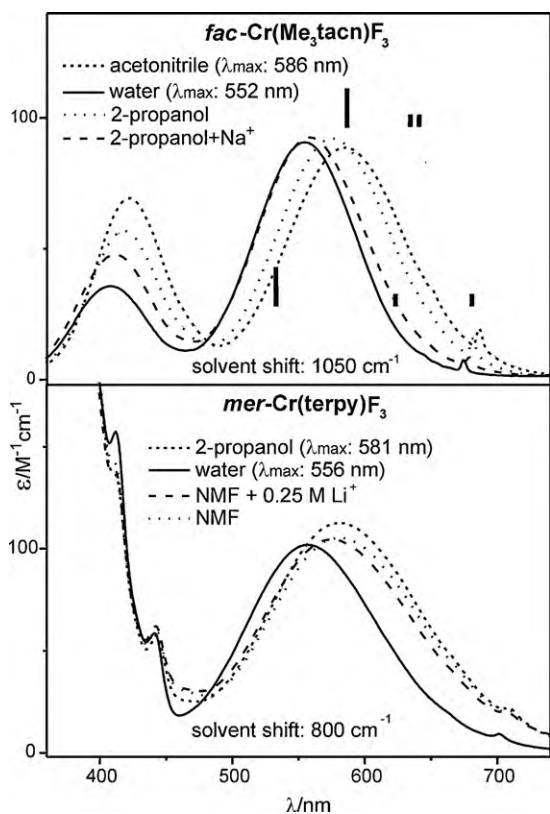 fac-Cr(Me₃tacn)F₃
acetonitrile (λmax: 586 nm)
water (λmax: 552 nm)
2-propanol
2-propanol+Na⁺
100
0
solvent shift: 1050 cm⁻¹
mer-Cr(terpy)F₃
2-propanol (λmax: 581 nm)
water (λmax: 556 nm)
NMF + 0.25 M Li⁺
NMF
100
0
solvent shift: 800 cm⁻¹
ε/M⁻¹cm⁻¹
400 500 600 700
λ/nm